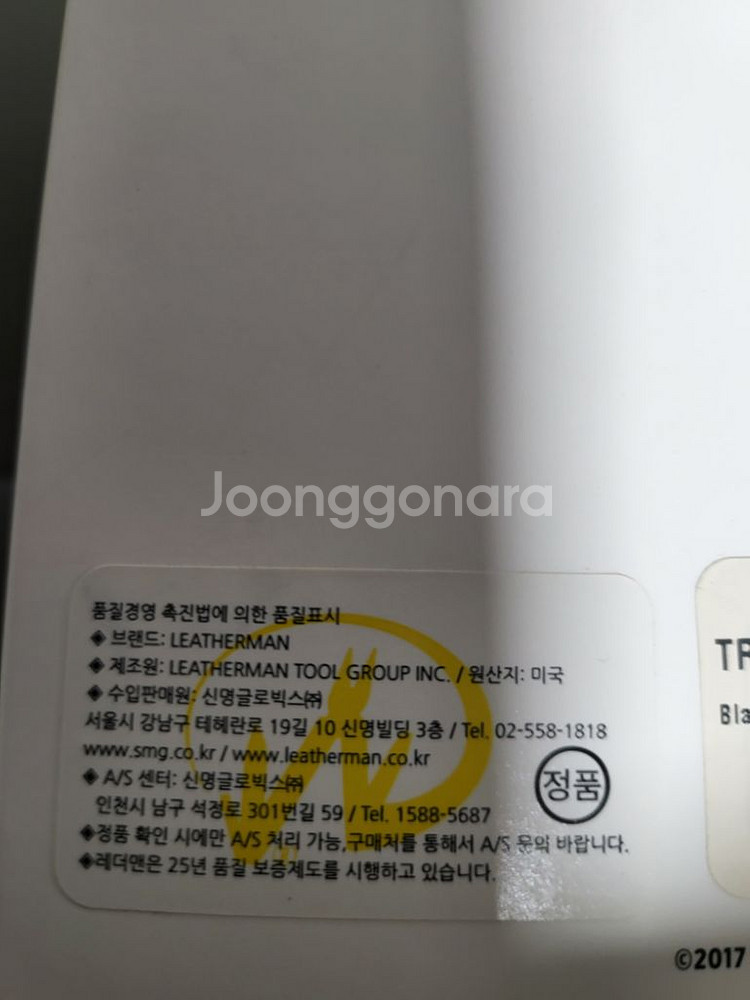 Joonggonara
품질경영 촉진법에 의한 품질표시
◈ 브랜드: LEATHERMAN
◈ 제조원: LEATHERMAN TOOL GROUP INC. / 원산지: 미국
◈ 수입판매원: 신명글로빅스㈜
서울시 강남구 테헤란로 19길 10 신명빌딩 3층 / Tel. 02-558-1818
www.smg.co.kr / www.leatherman.co.kr
◈ A/S 센터: 신명글로빅스㈜
인천시 남구 석정로 301번길 59 / Tel. 1588-5687
정품
◈정품 확인 시에만 A/S 처리 가능,구매처를 통해서 A/S 문의 바랍니다.
◈레더맨은 25년 품질 보증제도를 시행하고 있습니다.
TR
Bla
©2017